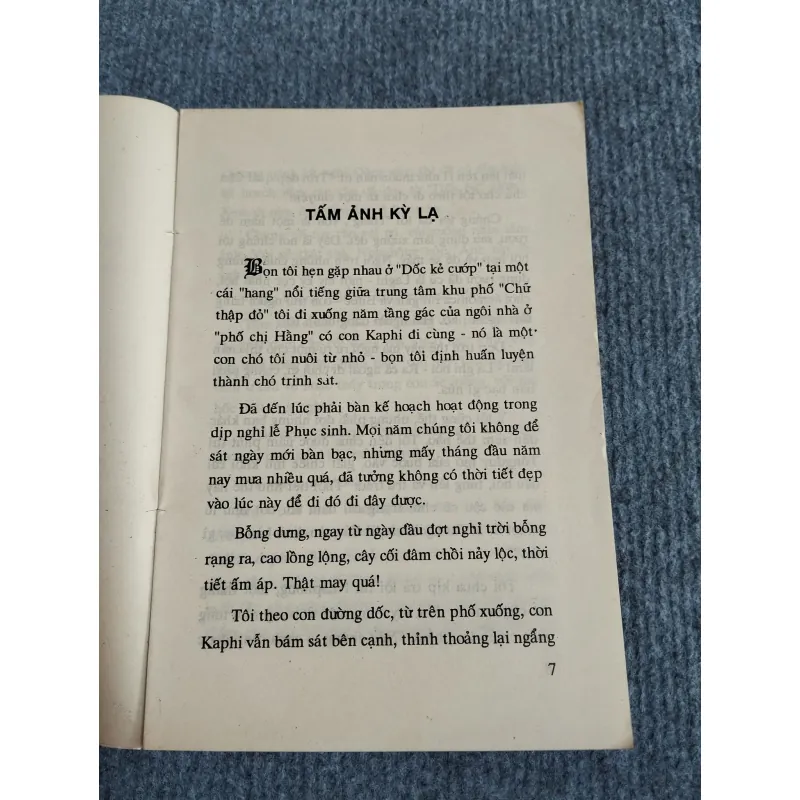 TẤM ẢNH KỲ LẠ
Bọn tôi hẹn gặp nhau ở "Dốc kẻ cướp" tại một
cái "hang" nổi tiếng giữa trung tâm khu phố "Chữ
thập đỏ" tôi đi xuống năm tầng gác của ngôi nhà ở
"phố chị Hằng" có con Kaphi đi cùng - nó là một
con chó tôi nuôi từ nhỏ - bọn tôi định huấn luyện
thành chó trinh sát.
Đã đến lúc phải bàn kế hoạch hoạt động trong
dịp nghỉ lễ Phục sinh. Mọi năm chúng tôi không để
sát ngày mới bàn bạc, nhưng mấy tháng đầu năm
nay mưa nhiều quá, đã tưởng không có thời tiết đẹp
vào lúc này để đi đó đi đây được.
Bỗng dưng, ngay từ ngày đầu đợt nghỉ trời bỗng
rạng ra, cao lồng lộng, cây cối đâm chồi nảy lộc, thời
tiết ấm áp. Thật may quá!
Tôi theo con đường dốc, từ trên phố xuống, con
Kaphi vẫn bám sát bên cạnh, thỉnh thoảng lại ngẩng
7